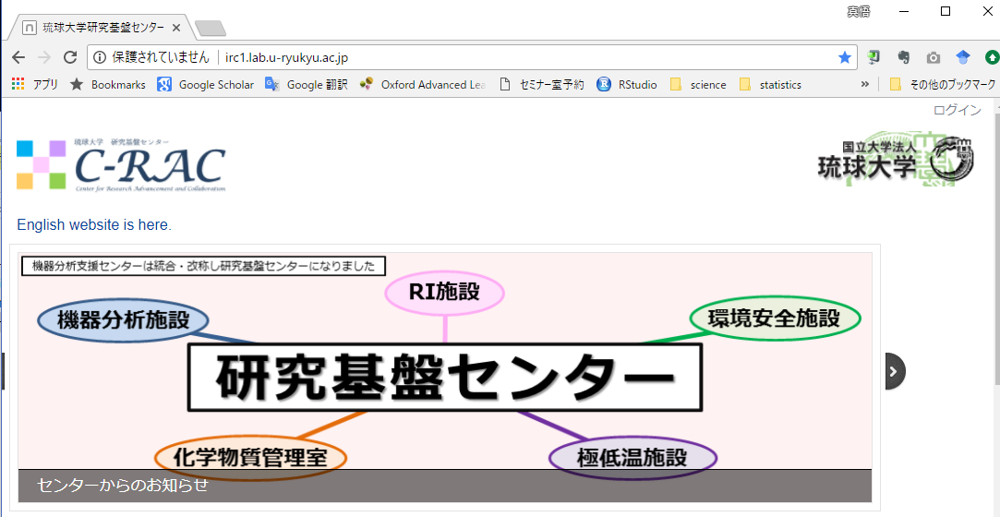 真悟
琉球大学研究基盤センター
保護されていません irc1.lab.u-ryukyu.ac.jp
アプリ Bookmarks Google Scholar Google 翻訳 Oxford Advanced Lea セミナー室予約 RStudio science statistics » その他のブックマーク
ログイン
琉球大学 研究基盤センター
C-RAC
Center for Research Advancement and Collaboration
国立大学法人
琉球大学
English website is here.
機器分析支援センターは統合・改称し研究基盤センターになりました
RI施設
機器分析施設
環境安全施設
研究基盤センター
化学物質管理室
極低温施設
センターからのお知らせ